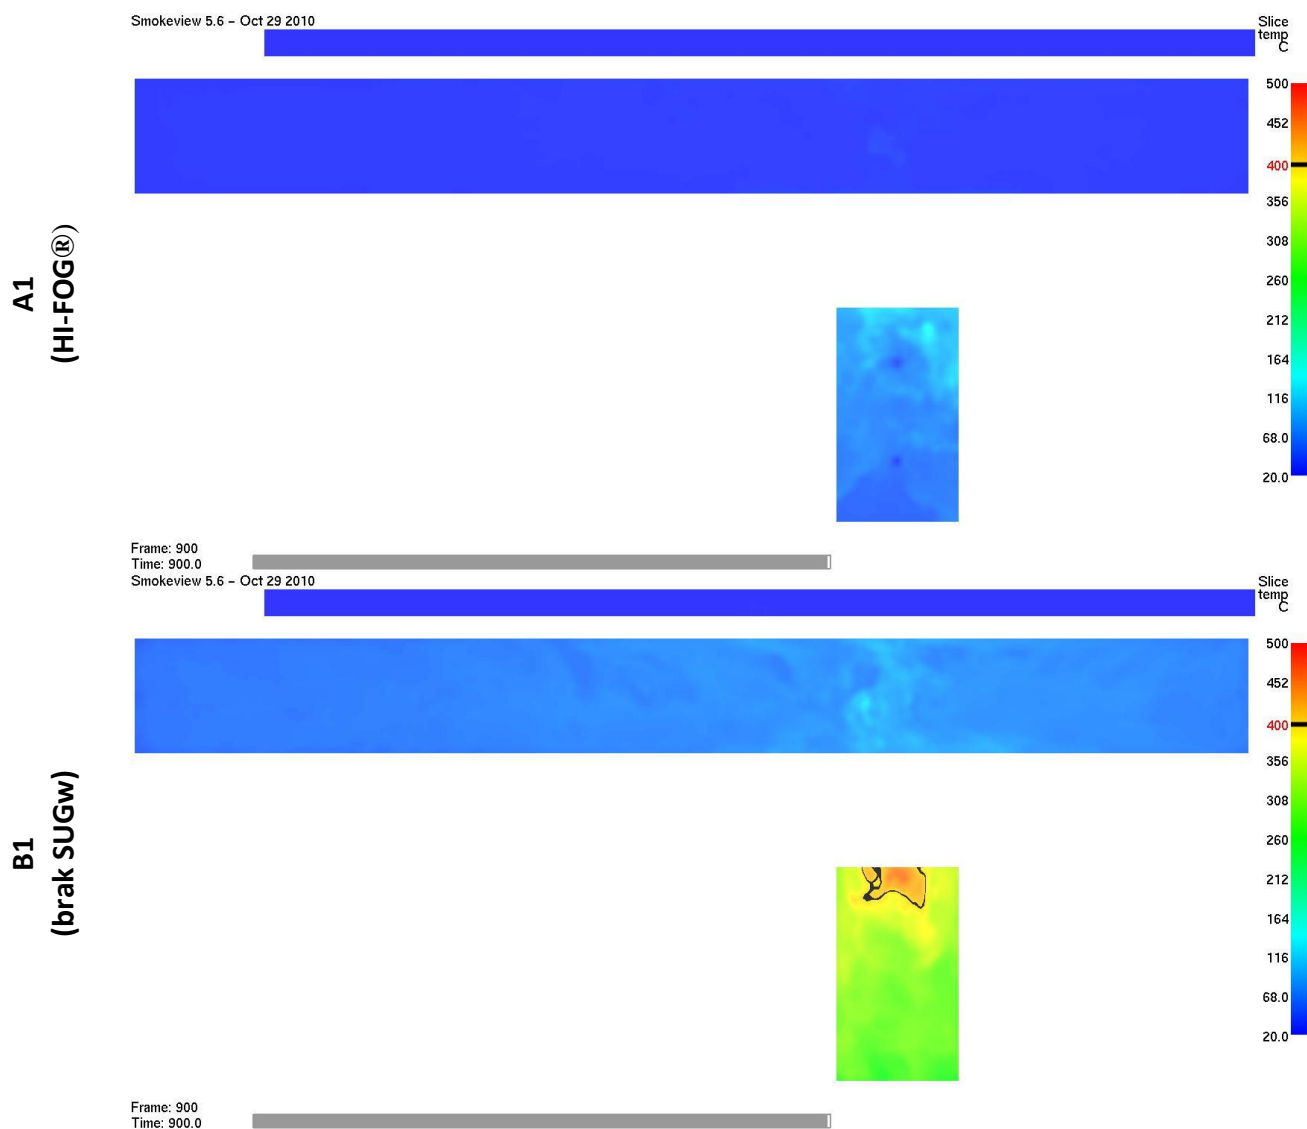 Smokeview 5.6 – Oct 29 2010
Slice
temp
C
500
452
400
356
308
260
212
164
116
68.0
20.0
A1
(HI-FOG®)
Frame: 900
Time: 900.0
Smokeview 5.6 – Oct 29 2010
Slice
temp
C
500
452
400
356
308
260
212
164
116
68.0
20.0
B1
(brak SUGw)
Frame: 900
Time: 900.0